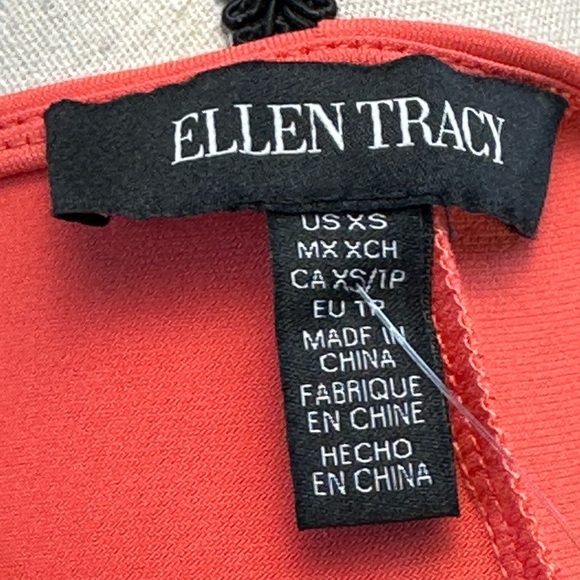 ELLEN TRACY
US XS
MX XCH
CA XS/TP
EU TP
MADE IN
CHINA
FABRIQUE
EN CHINE
HECHO
EN CHINA